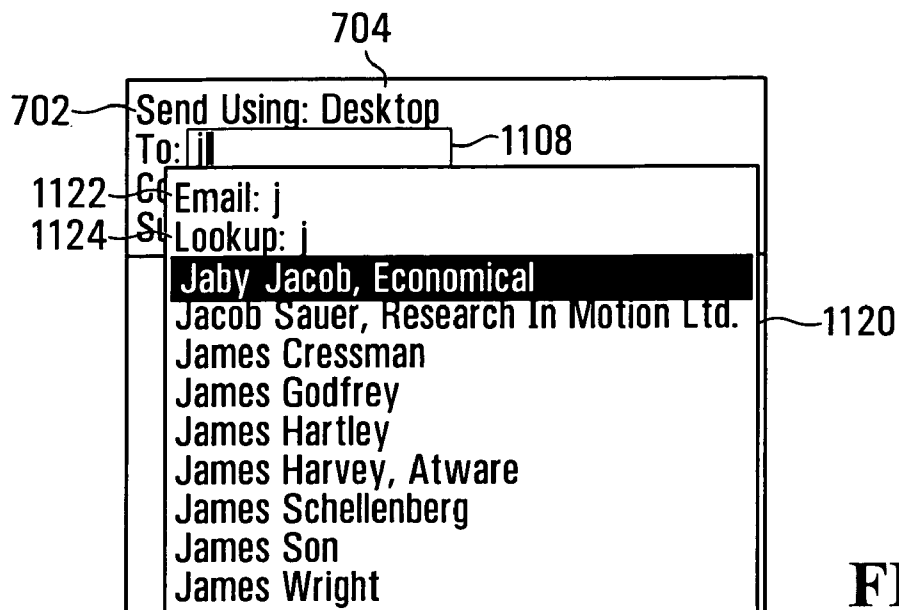 704
702 Send Using: Desktop
To: j 1108
1122 Email: j
1124 Lookup: j
Jaby Jacob, Economical
Jacob Sauer, Research In Motion Ltd. 1120
James Cressman
James Godfrey
James Hartley
James Harvey, Atware
James Schellenberg
James Son
James Wright